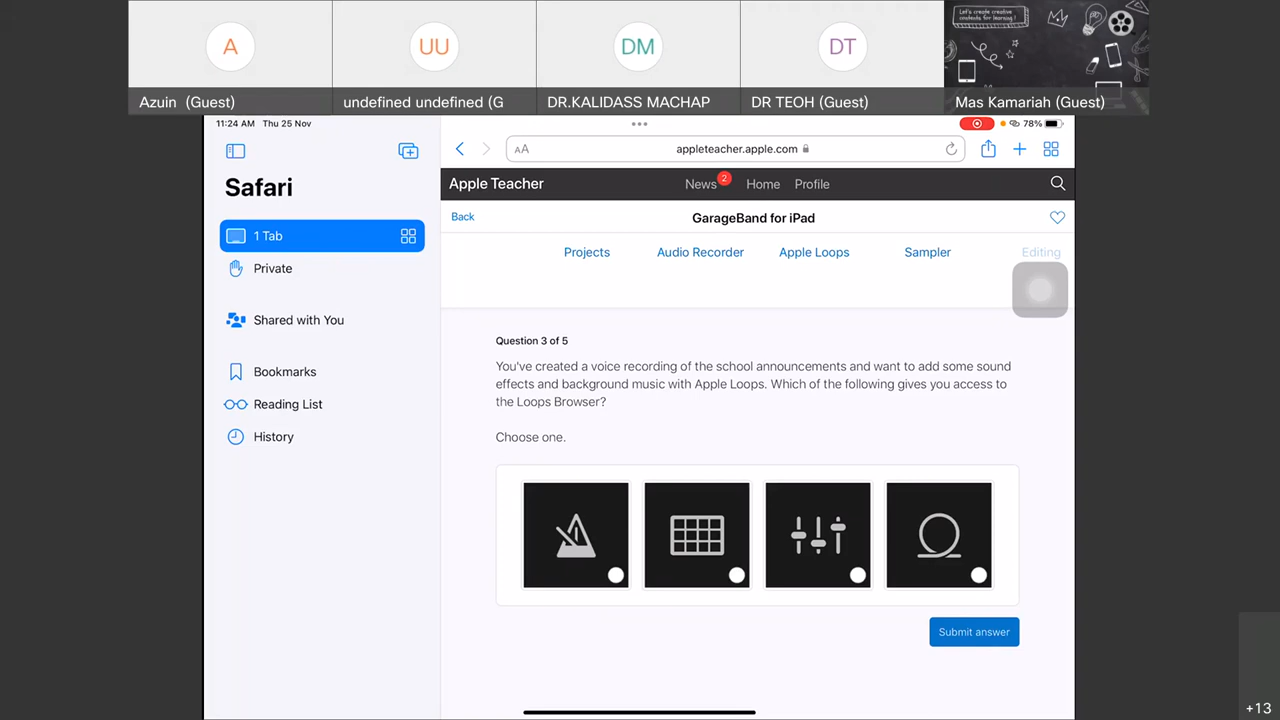 A
UU
DM
DT
Let's create creative
contents for learning!
Azuin (Guest)
undefined undefined (G
DR.KALIDASS MACHAP
DR TEOH (Guest)
Mas Kamariah (Guest)
11:24 AM Thu 25 Nov
78%
AA
appleteacher.apple.com
Safari
Apple Teacher
News
2
Home
Profile
Back
GarageBand for iPad
1 Tab
Private
Shared with You
Bookmarks
Reading List
History
Projects
Audio Recorder
Apple Loops
Sampler
Editing
Question 3 of 5
You've created a voice recording of the school announcements and want to add some sound
effects and background music with Apple Loops. Which of the following gives you access to
the Loops Browser?
Choose one.
Submit answer
+13